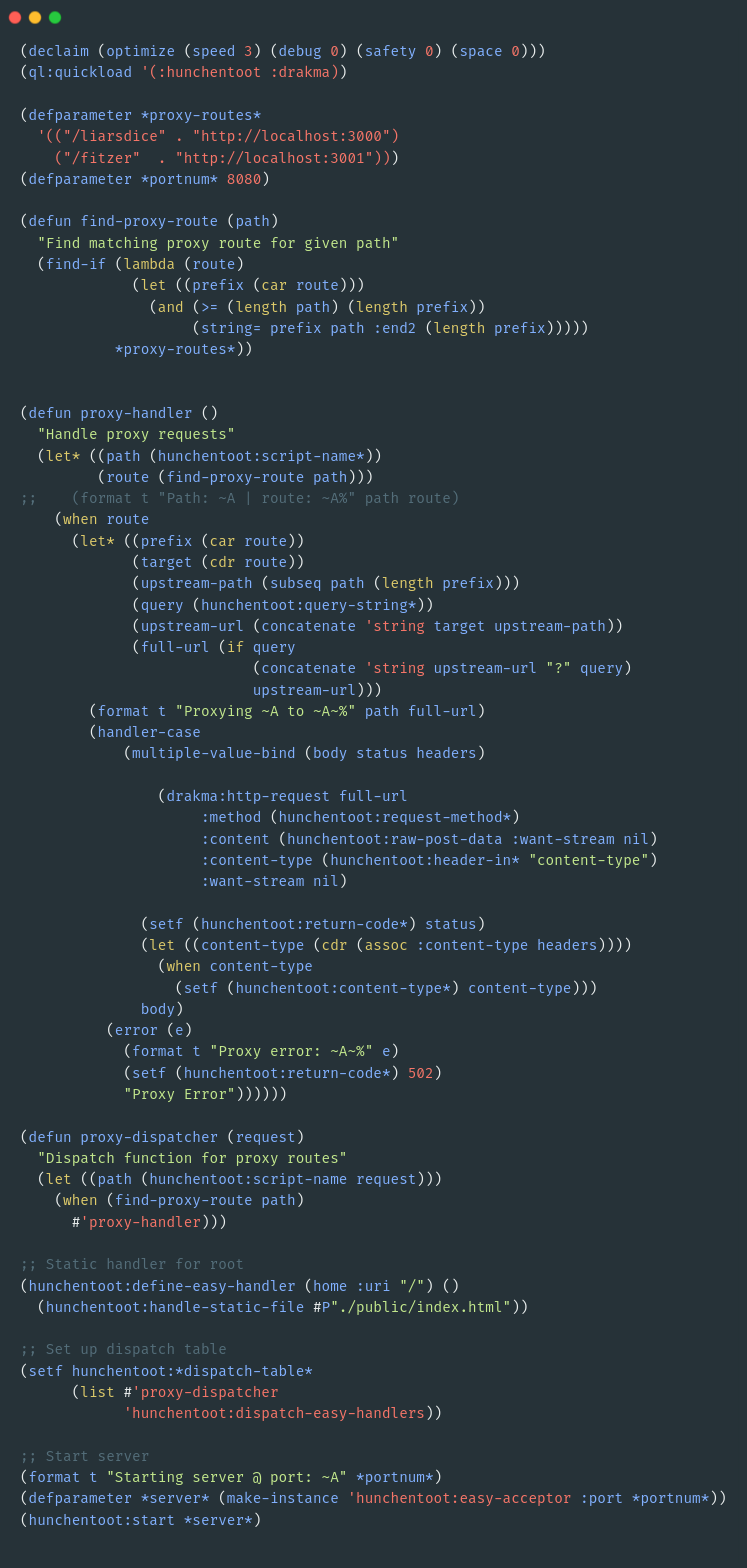 (declaim (optimize (speed 3) (debug 0) (safety 0) (space 0)))
(ql:quickload '(:hunchentoot :drakma))

(defparameter *proxy-routes*
  '(("/liarsdice" . "http://localhost:3000")
    ("/fitzer"  . "http://localhost:3001")))
(defparameter *portnum* 8080)

(defun find-proxy-route (path)
  "Find matching proxy route for given path"
  (find-if (lambda (route)
             (let ((prefix (car route)))
               (and (>= (length path) (length prefix))
                    (string= prefix path :end2 (length prefix)))))
           *proxy-routes*))


(defun proxy-handler ()
  "Handle proxy requests"
  (let* ((path (hunchentoot:script-name*))
         (route (find-proxy-route path)))
;;    (format t "Path: ~A | route: ~A%" path route)
    (when route
      (let* ((prefix (car route))
             (target (cdr route))
             (upstream-path (subseq path (length prefix)))
             (query (hunchentoot:query-string*))
             (upstream-url (concatenate 'string target upstream-path))
             (full-url (if query
                           (concatenate 'string upstream-url "?" query)
                           upstream-url)))
        (format t "Proxying ~A to ~A~%" path full-url)
        (handler-case
            (multiple-value-bind (body status headers)

                (drakma:http-request full-url
                     :method (hunchentoot:request-method*)
                     :content (hunchentoot:raw-post-data :want-stream nil)
                     :content-type (hunchentoot:header-in* "content-type")
                     :want-stream nil)

              (setf (hunchentoot:return-code*) status)
              (let ((content-type (cdr (assoc :content-type headers))))
                (when content-type
                  (setf (hunchentoot:content-type*) content-type)))
              body)
          (error (e)
            (format t "Proxy error: ~A~%" e)
            (setf (hunchentoot:return-code*) 502)
            "Proxy Error"))))))

(defun proxy-dispatcher (request)
  "Dispatch function for proxy routes"
  (let ((path (hunchentoot:script-name request)))
    (when (find-proxy-route path)
      #'proxy-handler)))

;; Static handler for root
(hunchentoot:define-easy-handler (home :uri "/") ()
  (hunchentoot:handle-static-file #P"./public/index.html"))

;; Set up dispatch table
(setf hunchentoot:*dispatch-table*
      (list #'proxy-dispatcher
            'hunchentoot:dispatch-easy-handlers))

;; Start server
(format t "Starting server @ port: ~A" *portnum*)
(defparameter *server* (make-instance 'hunchentoot:easy-acceptor :port *portnum*))
(hunchentoot:start *server*)